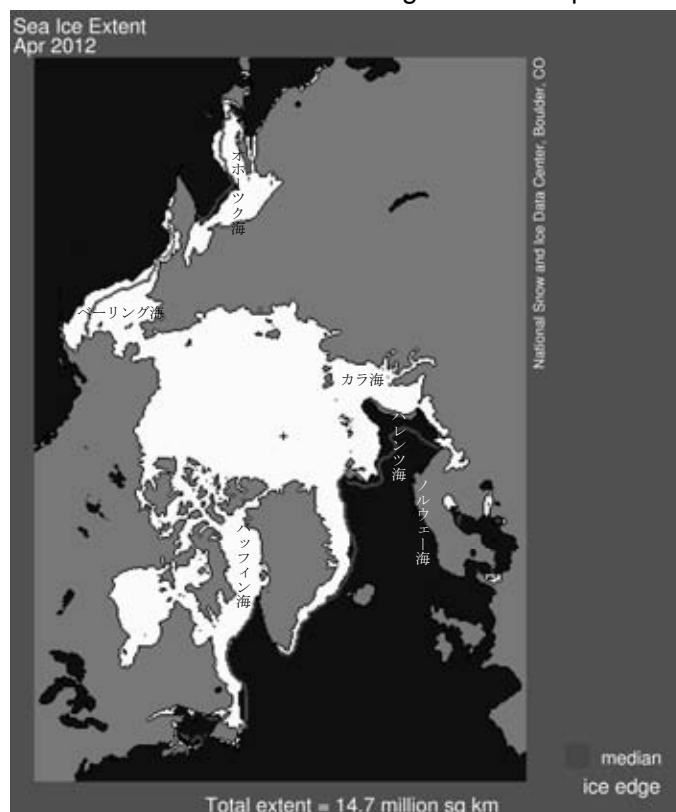 Sea Ice Extent
Apr 2012
National Snow and Ice Data Center, Boulder, CO
オホーツク海
ベーリング海
カラ海
バレンツ海
ノルウェー海
バッフィン海
median
ice edge
Total extent = 14.7 million sq km